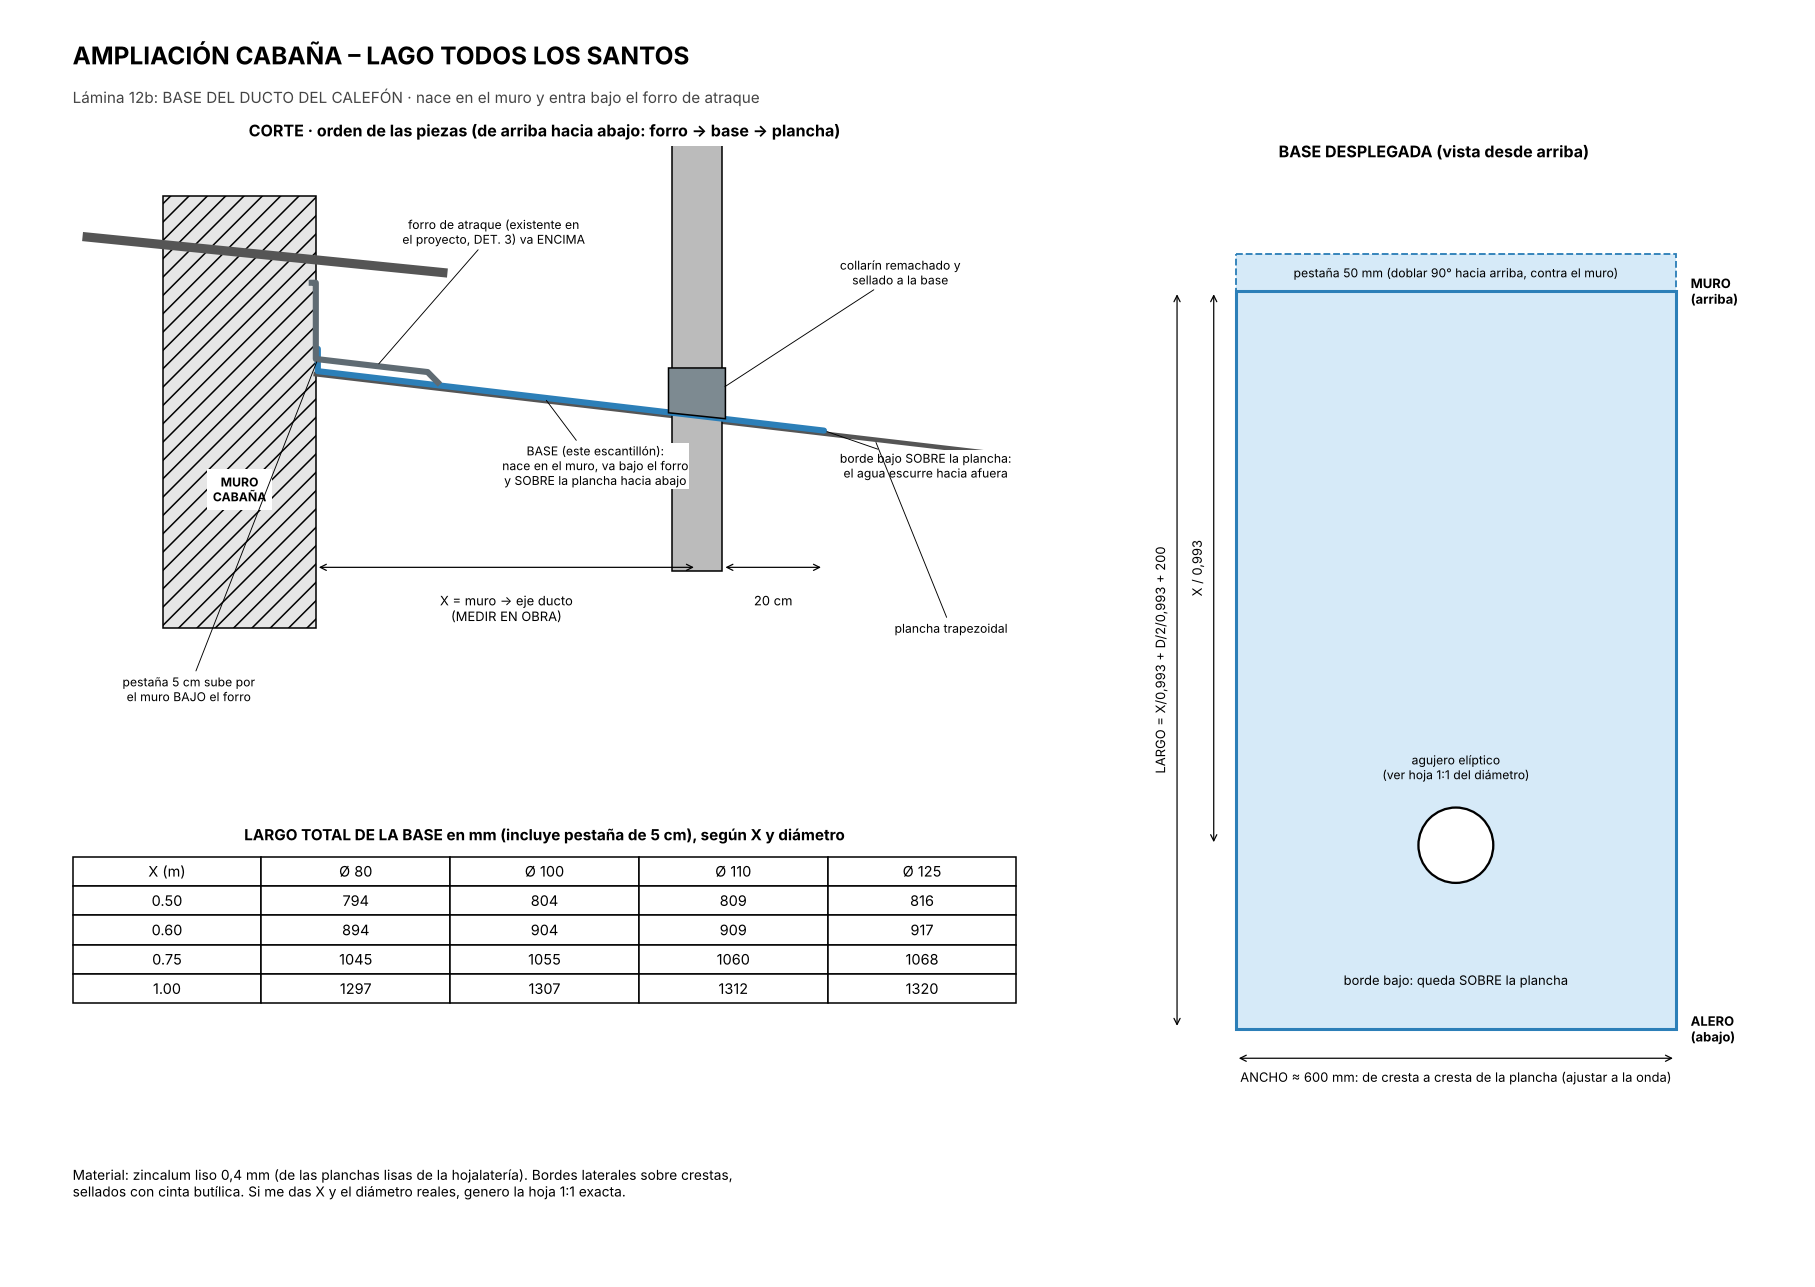 AMPLIACIÓN CABAÑA – LAGO TODOS LOS SANTOS
Lámina 12b: BASE DEL DUCTO DEL CALEFÓN · nace en el muro y entra bajo el forro de atraque
CORTE · orden de las piezas (de arriba hacia abajo: forro → base → plancha)
forro de atraque (existente en
el proyecto, DET. 3) va ENCIMA
collarín remachado y
sellado a la base
BASE (este escantillón):
nace en el muro, va bajo el forro
y SOBRE la plancha hacia abajo
borde bajo SOBRE la plancha:
el agua escurre hacia afuera
MURO
CABAÑA
X = muro → eje ducto
(MEDIR EN OBRA)
20 cm
plancha trapezoidal
pestaña 5 cm sube por
el muro BAJO el forro
BASE DESPLEGADA (vista desde arriba)
pestaña 50 mm (doblar 90° hacia arriba, contra el muro)
MURO
(arriba)
LARGO = X/0,993 + D/2/0,993 + 200
X / 0,993
agujero elíptico
(ver hoja 1:1 del diámetro)
borde bajo: queda SOBRE la plancha
ALERO
(abajo)
ANCHO ≈ 600 mm: de cresta a cresta de la plancha (ajustar a la onda)
LARGO TOTAL DE LA BASE en mm (incluye pestaña de 5 cm), según X y diámetro
X (m) Ø 80 Ø 100 Ø 110 Ø 125
0.50 794 804 809 816
0.60 894 904 909 917
0.75 1045 1055 1060 1068
1.00 1297 1307 1312 1320
Material: zincalum liso 0,4 mm (de las planchas lisas de la hojalatería). Bordes laterales sobre crestas,
sellados con cinta butílica. Si me das X y el diámetro reales, genero la hoja 1:1 exacta.